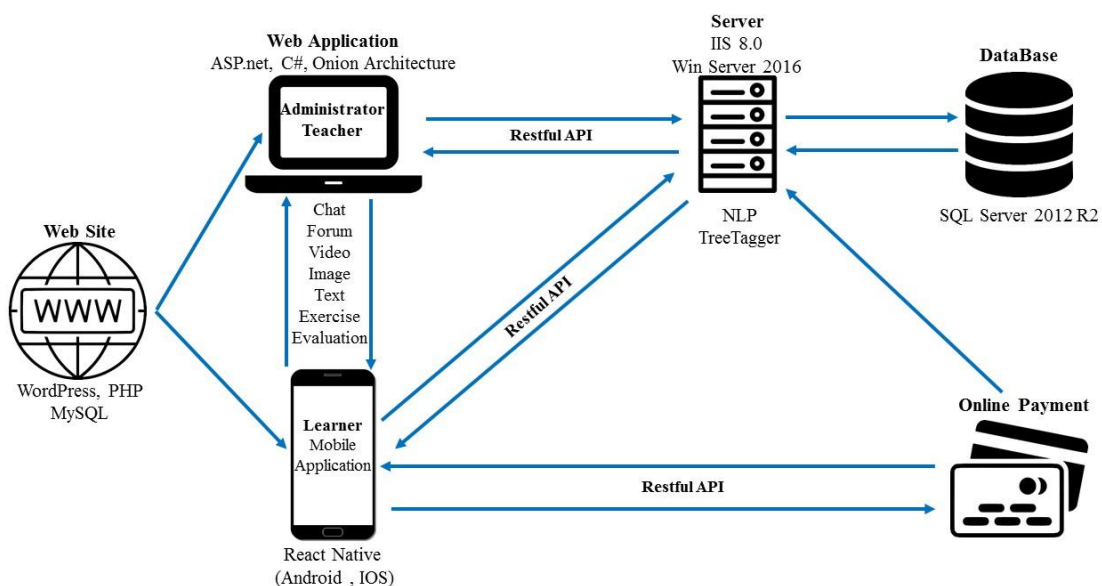 Web Application
ASP.net, C#, Onion Architecture
Administrator
Teacher
Server
IIS 8.0
Win Server 2016
DataBase
Restful API
NLP
TreeTagger
SQL Server 2012 R2
Chat
Forum
Video
Image
Text
Exercise
Evaluation
Web Site
WWW
WordPress, PHP
MySQL
Restful API
Learner
Mobile
Application
React Native
(Android , IOS)
Restful API
Online Payment